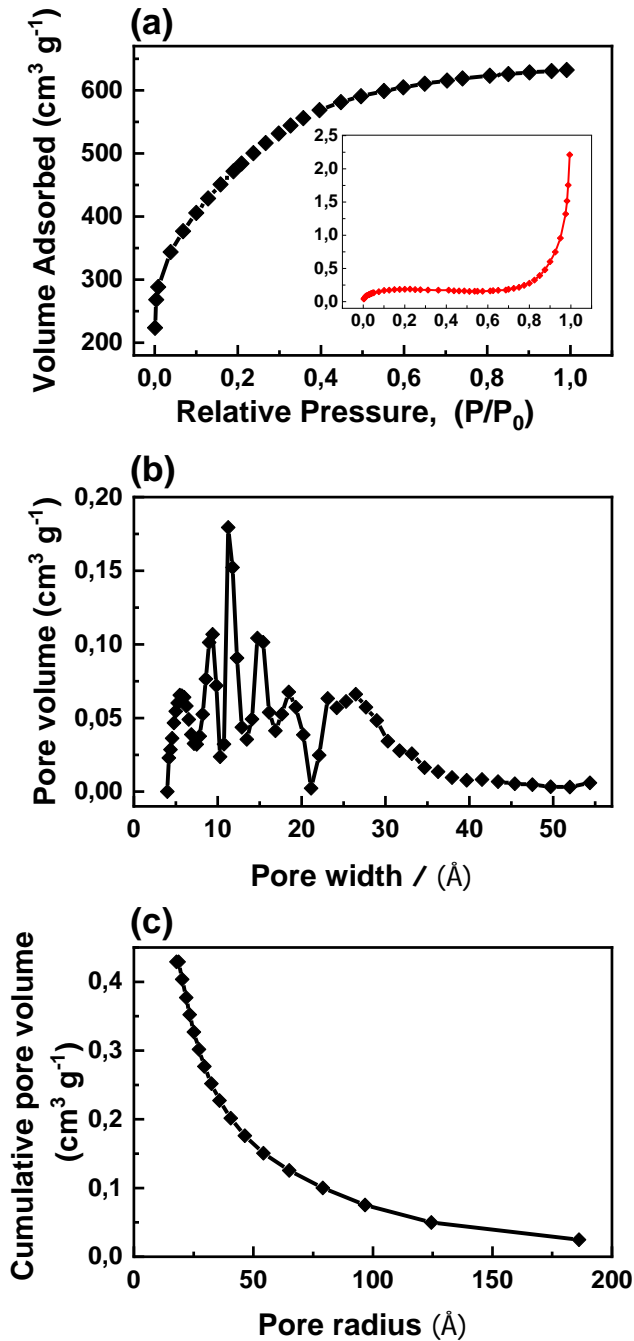 (a)
Volume Adsorbed (cm³ g⁻¹)
600
500
400
300
200
2,5
2,0
1,5
1,0
0,5
0,0
0,0 0,2 0,4 0,6 0,8 1,0
0,0 0,2 0,4 0,6 0,8 1,0
Relative Pressure, (P/P₀)
(b)
Pore volume (cm³ g⁻¹)
0,20
0,15
0,10
0,05
0,00
0 10 20 30 40 50
Pore width / (Å)
(c)
Cumulative pore volume
(cm³ g⁻¹)
0,4
0,3
0,2
0,1
0,0
0 50 100 150 200
Pore radius (Å)